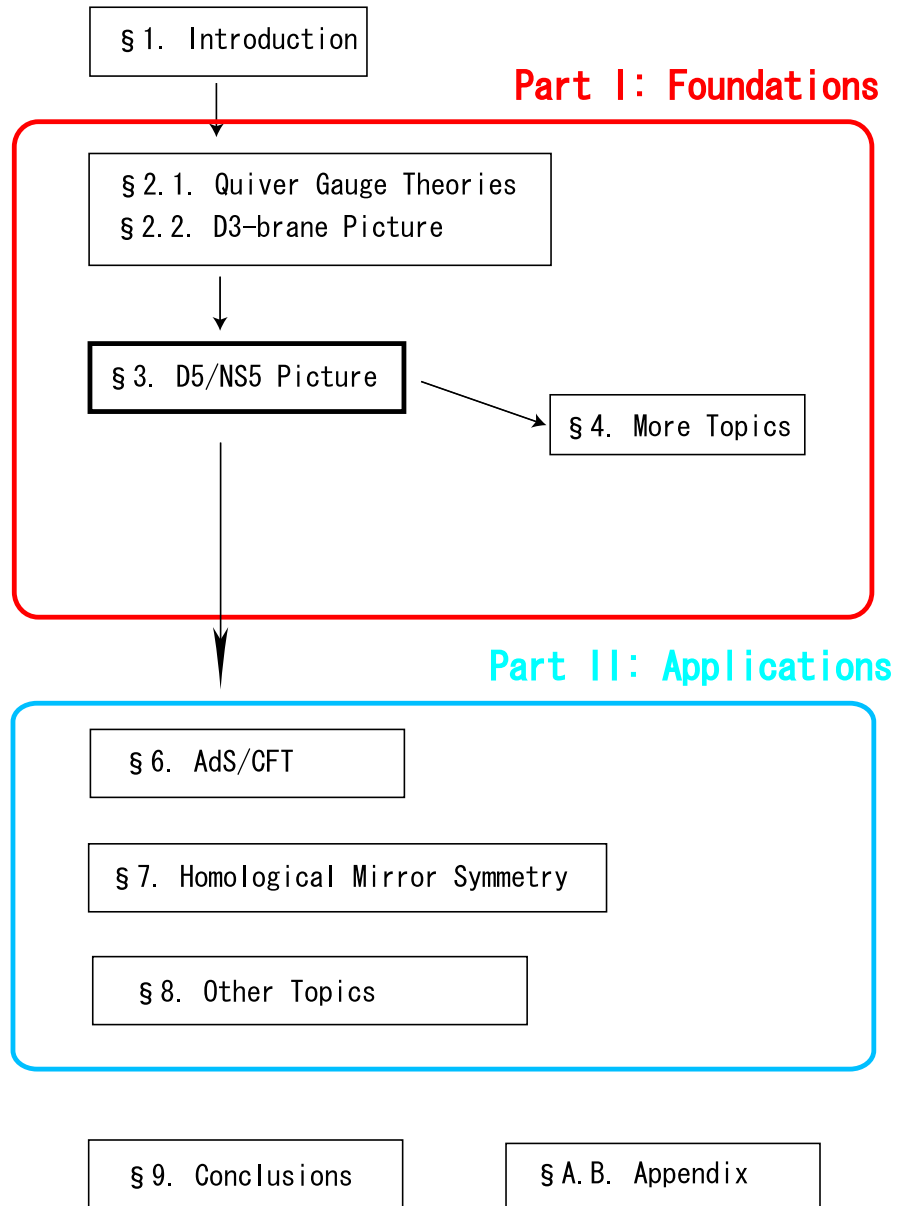 §1. Introduction
Part I: Foundations
§2.1. Quiver Gauge Theories
§2.2. D3-brane Picture
§3. D5/NS5 Picture
§4. More Topics
Part II: Applications
§6. AdS/CFT
§7. Homological Mirror Symmetry
§8. Other Topics
§9. Conclusions
§A.B. Appendix